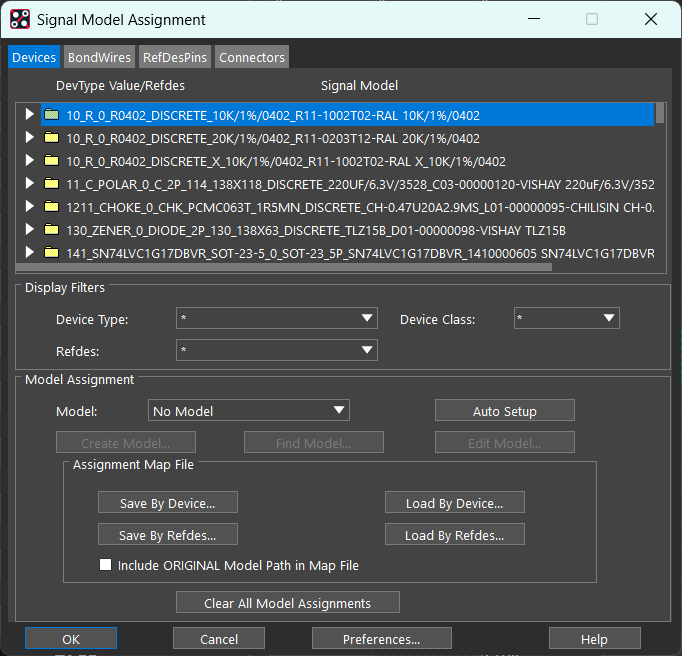 Signal Model Assignment
Devices BondWires RefDesPins Connectors
DevType Value/Refdes Signal Model
10_R_0_R0402_DISCRETE_10K/1%/0402_R11-1002T02-RAL 10K/1%/0402
10_R_0_R0402_DISCRETE_20K/1%/0402_R11-0203T12-RAL 20K/1%/0402
10_R_0_R0402_DISCRETE_X_10K/1%/0402_R11-1002T02-RAL X_10K/1%/0402
11_C_POLAR_0_C_2P_114_138X118_DISCRETE_220UF/6.3V/3528_C03-00000120-VISHAY 220uF/6.3V/352
1211_CHOKE_0_CHK_PCMC063T_1R5MN_DISCRETE_CH-0.47U20A2.9MS_L01-00000095-CHILISIN CH-0.
130_ZENER_0_DIODE_2P_130_138X63_DISCRETE_TLZ15B_D01-00000098-VISHAY TLZ15B
141_SN74LVC1G17DBVR_SOT-23-5_0_SOT-23_5P_SN74LVC1G17DBVR_1410000605 SN74LVC1G17DBVR
Display Filters
Device Type: * Device Class: *
Refdes: *
Model Assignment
Model: No Model Auto Setup
Create Model... Find Model... Edit Model...
Assignment Map File
Save By Device... Load By Device...
Save By Refdes... Load By Refdes...
Include ORIGINAL Model Path in Map File
Clear All Model Assignments
OK Cancel Preferences... Help